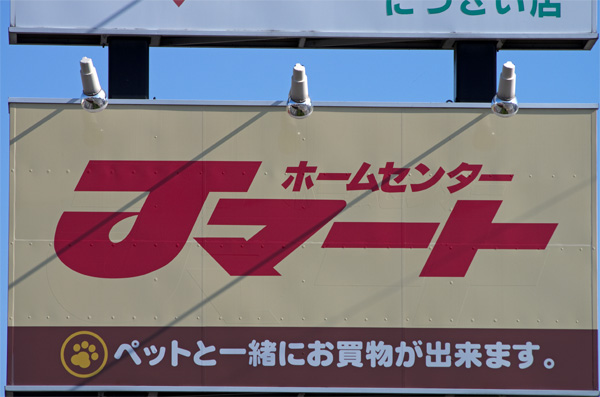 にっさい店
ホームセンター
Jマート
ペットと一緒にお買物が出来ます。